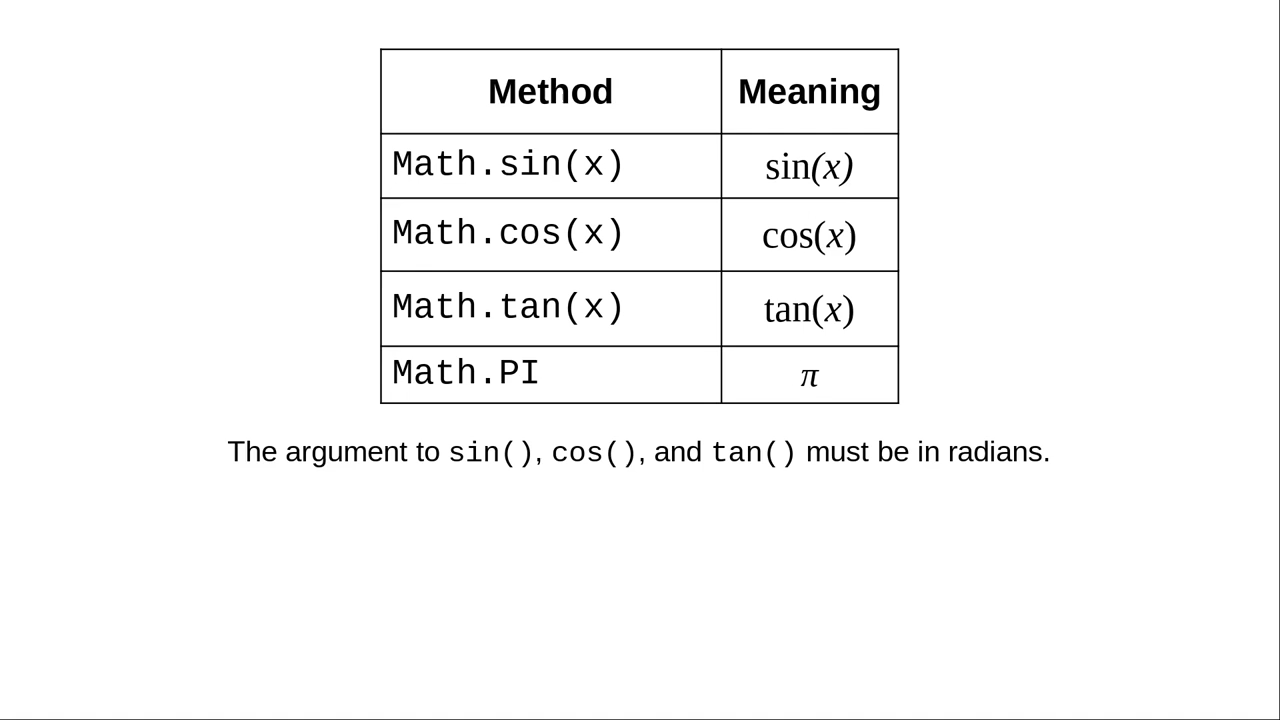 Method Meaning
Math.sin(x) sin(x)
Math.cos(x) cos(x)
Math.tan(x) tan(x)
Math.PI π
The argument to sin(), cos(), and tan() must be in radians.